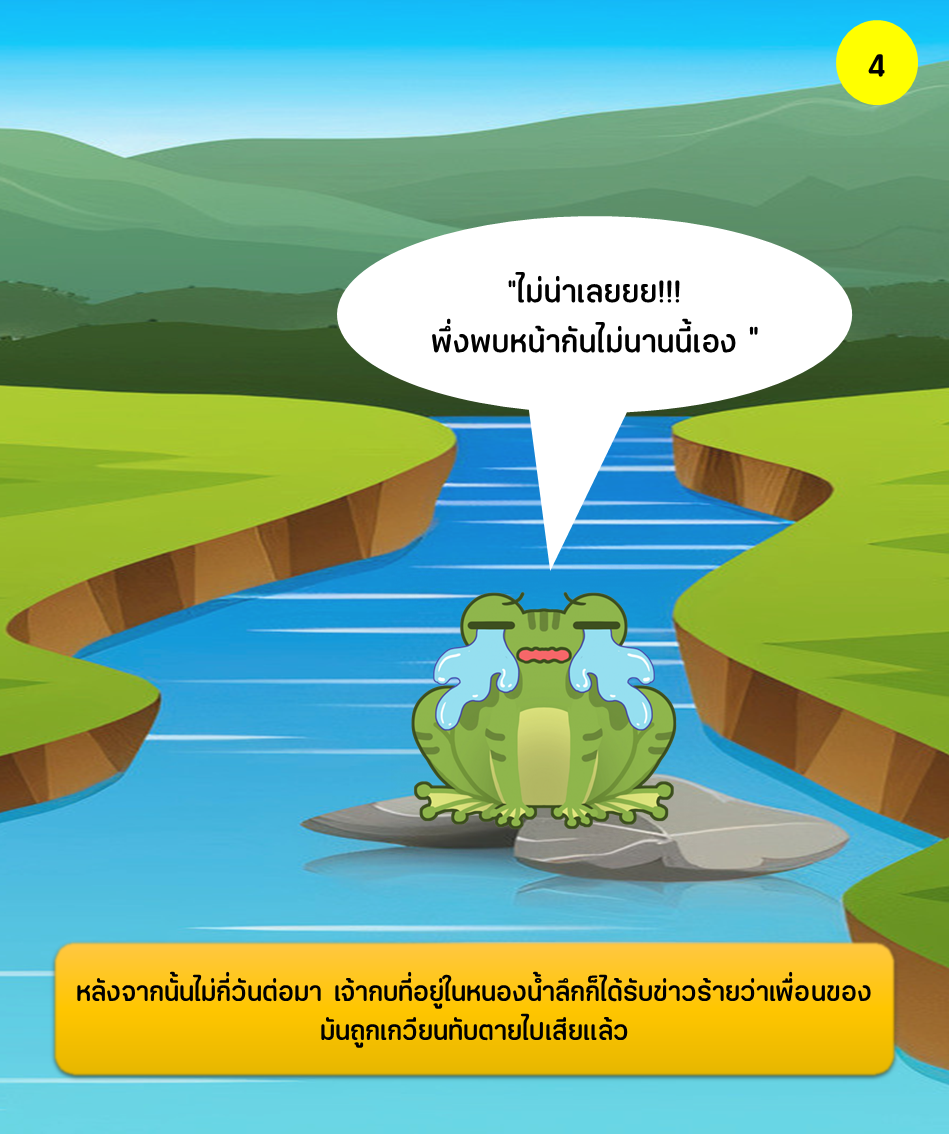 4
"ไม่น่าเลยยย!!!
พึ่งพบหน้ากันไม่นานนี้เอง "
หลังจากนั้นไม่กี่วันต่อมา เจ้ากบที่อยู่ในหนองน้ำลึกก็ได้รับข่าวร้ายว่าเพื่อนของ
มันถูกเกวียนทับตายไปเสียแล้ว